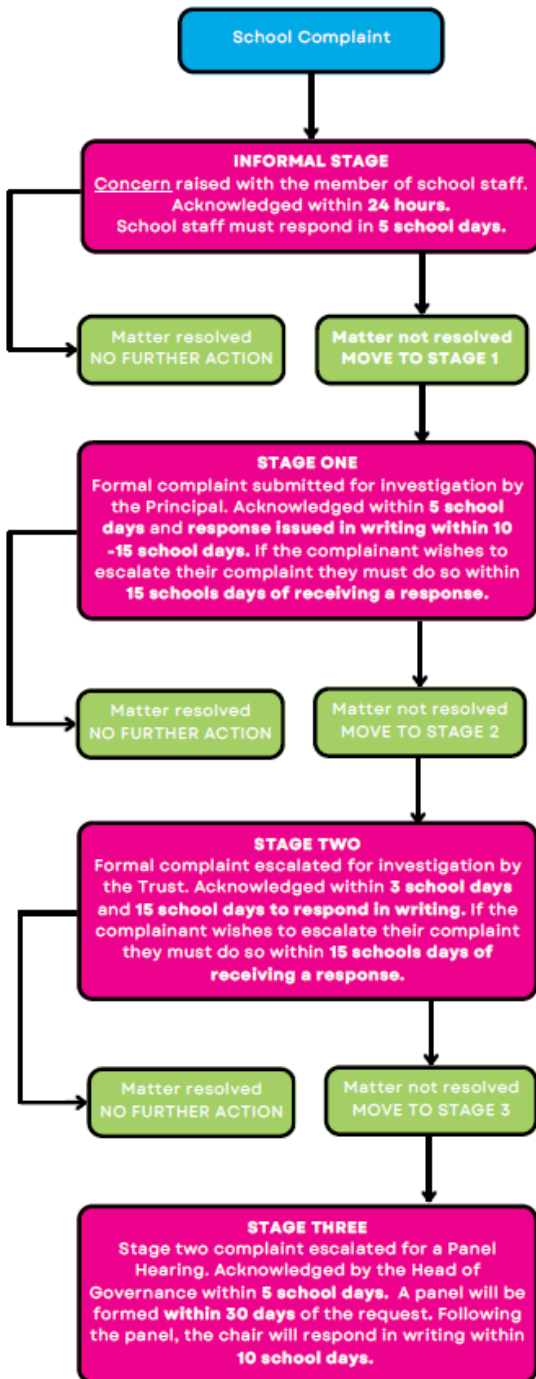 School Complaint
INFORMAL STAGE
Concern raised with the member of school staff.
Acknowledged within 24 hours.
School staff must respond in 5 school days.
Matter resolved
NO FURTHER ACTION
Matter not resolved
MOVE TO STAGE 1
STAGE ONE
Formal complaint submitted for investigation by
the Principal. Acknowledged within 5 school
days and response issued in writing within 10
-15 school days. If the complainant wishes to
escalate their complaint they must do so within
15 schools days of receiving a response.
Matter resolved
NO FURTHER ACTION
Matter not resolved
MOVE TO STAGE 2
STAGE TWO
Formal complaint escalated for investigation by
the Trust. Acknowledged within 3 school days
and 15 school days to respond in writing. If the
complainant wishes to escalate their complaint
they must do so within 15 schools days of
receiving a response.
Matter resolved
NO FURTHER ACTION
Matter not resolved
MOVE TO STAGE 3
STAGE THREE
Stage two complaint escalated for a Panel
Hearing. Acknowledged by the Head of
Governance within 5 school days. A panel will be
formed within 30 days of the request. Following
the panel, the chair will respond in writing within
10 school days.